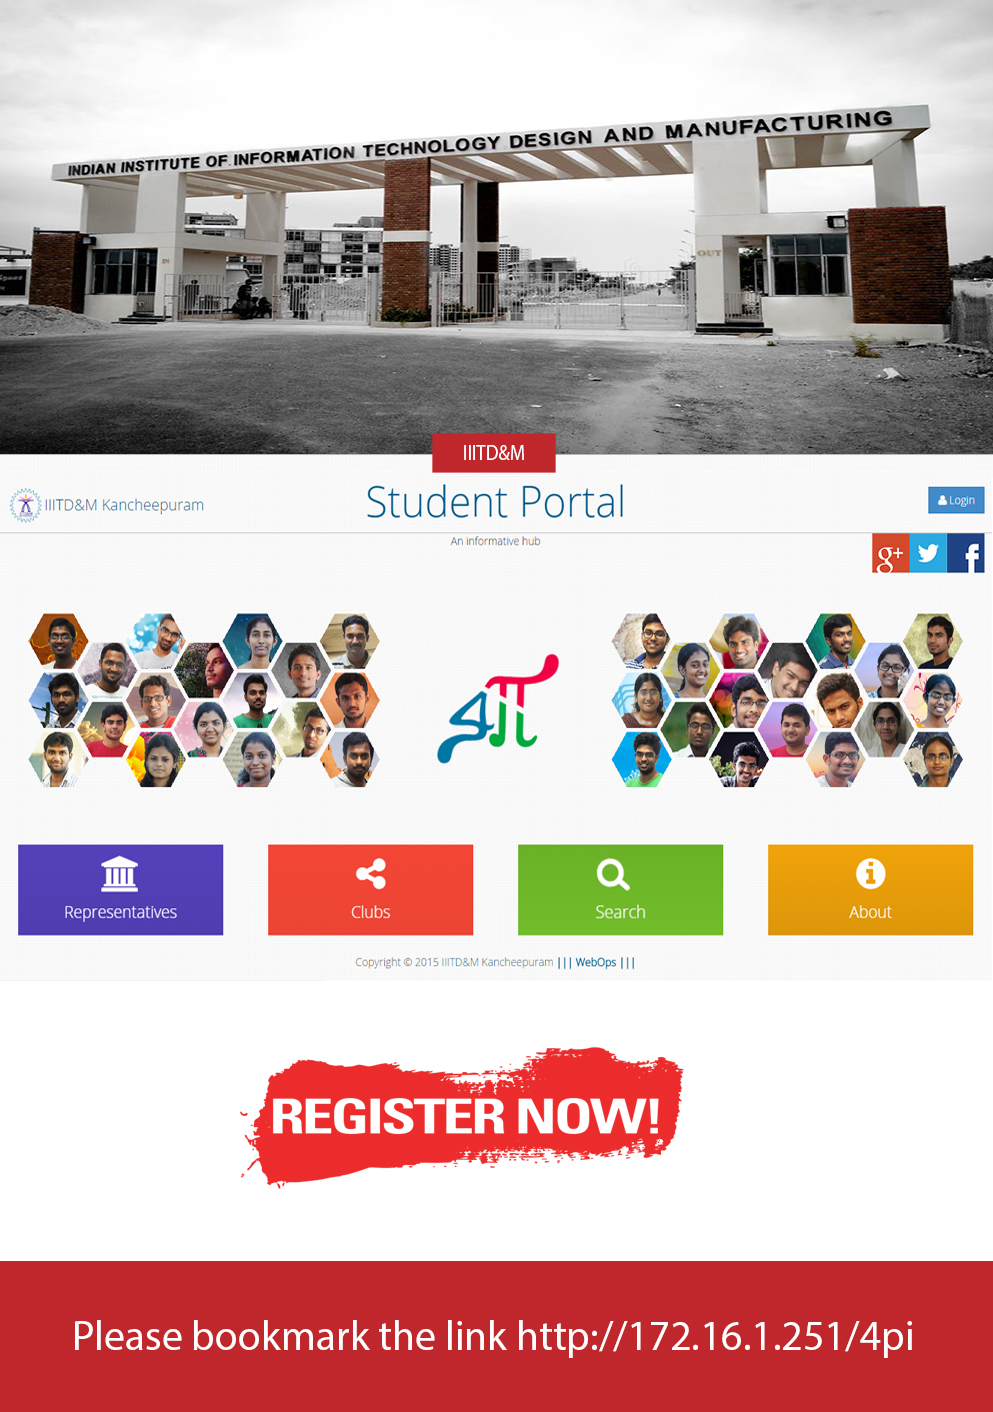 INDIAN INSTITUTE OF INFORMATION TECHNOLOGY DESIGN AND MANUFACTURING
IN
OUT
IIITD&M
IIITD&M Kancheepuram
Student Portal
Login
An informative hub
g+
f
4π
Representatives
Clubs
Search
About
Copyright © 2015 IIITD&M Kancheepuram ||| WebOps |||
REGISTER NOW!
Please bookmark the link http://172.16.1.251/4pi